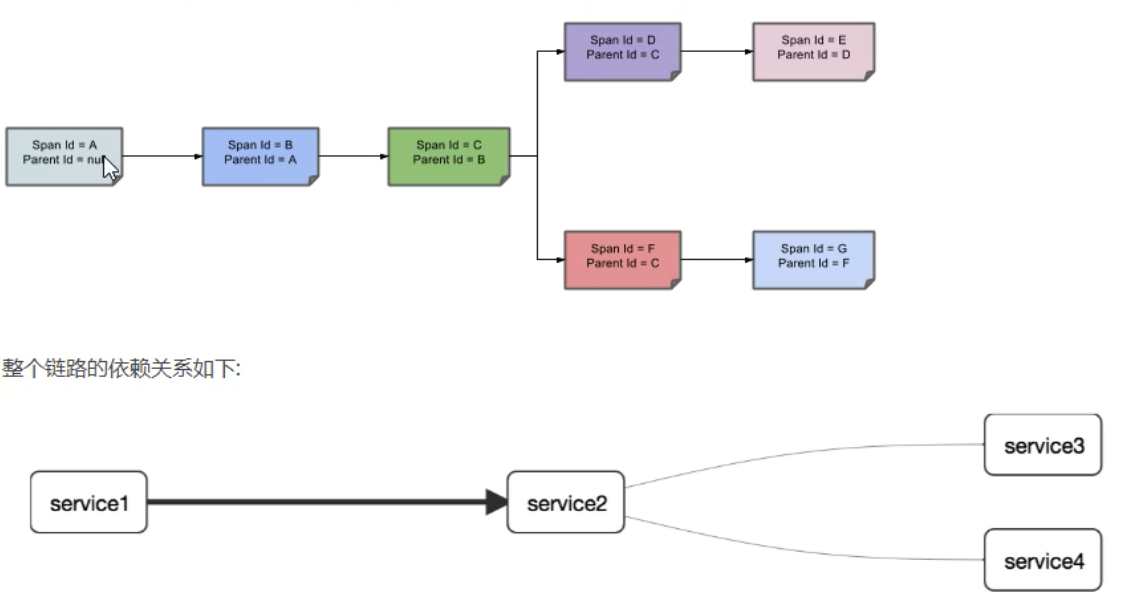 Span Id = D
Parent Id = C
Span Id = E
Parent Id = D
Span Id = A
Parent Id =
Span Id = B
Parent Id = A
Span Id = C
Parent Id = B
Span Id = F
Parent Id = C
Span Id = G
Parent Id = F
整个链路的依赖关系如下:
service3
service1
service2
service4